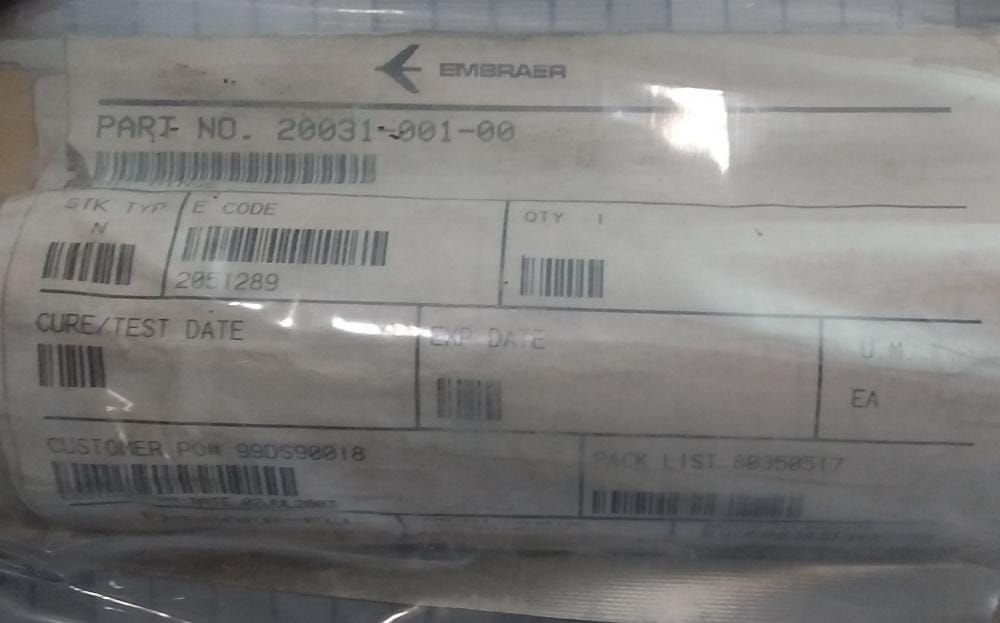 EMBRAER
PART NO. 20031-001-00
STK TYP
N
E CODE
2051289
QTY 1
CURE/TEST DATE
EXP DATE
U.M.
EA
CUSTOMER PO# 99DS90018
PACK LIST 80350517